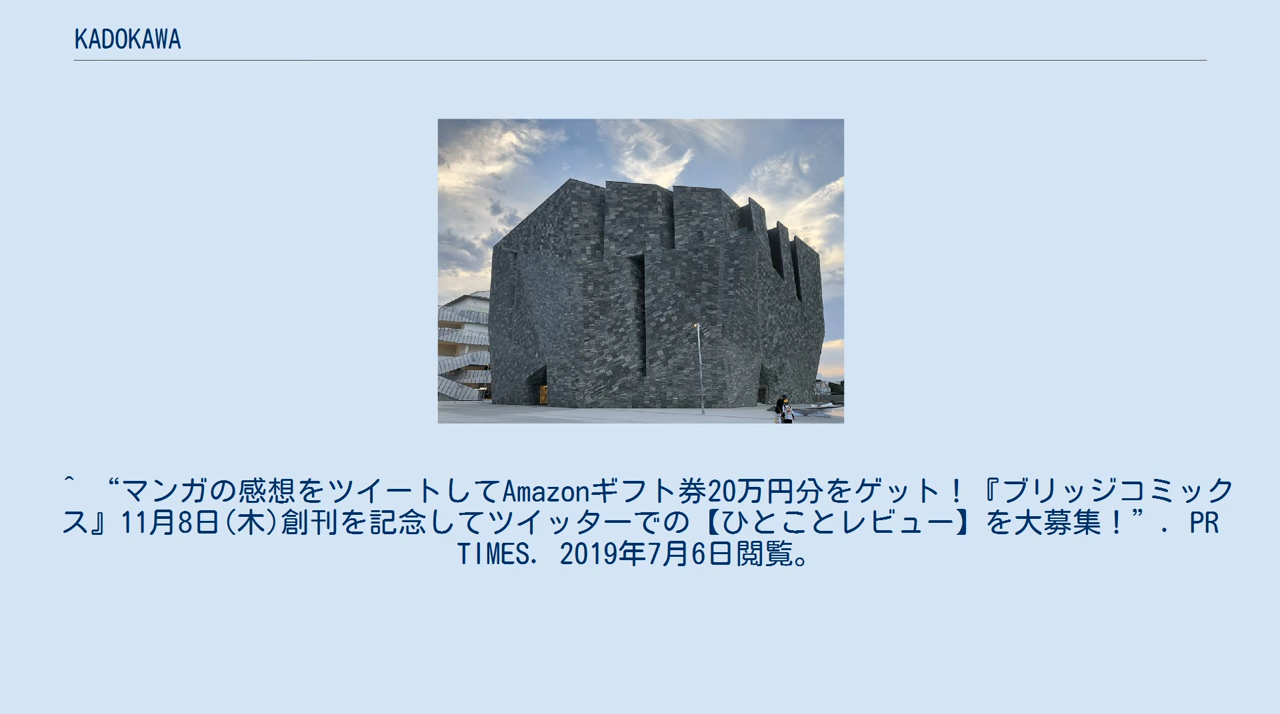 KADOKAWA
^ “マンガの感想をツイートしてAmazonギフト券20万円分をゲット！『ブリッジコミック
ス』11月8日(木)創刊を記念してツイッターでの【ひとことレビュー】を大募集！”. PR
TIMES. 2019年7月6日閲覧。